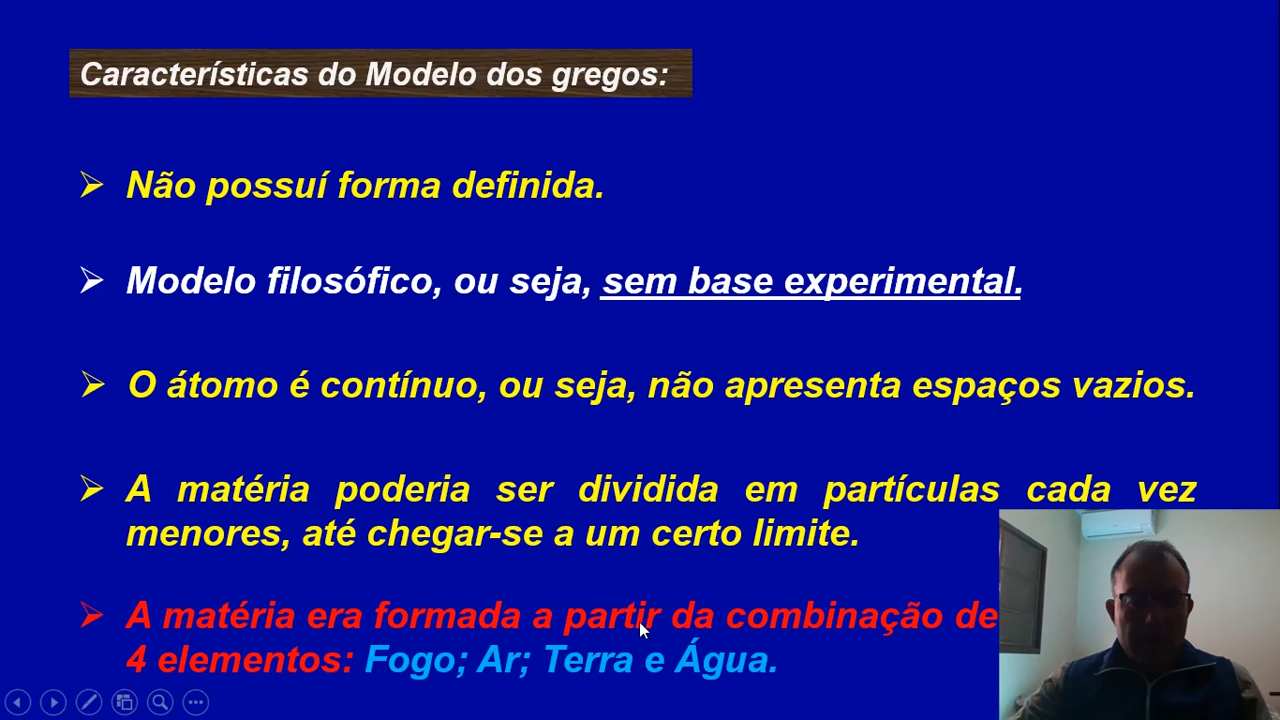 Características do Modelo dos gregos:
Não possuí forma definida.
Modelo filosófico, ou seja, sem base experimental.
O átomo é contínuo, ou seja, não apresenta espaços vazios.
A matéria poderia ser dividida em partículas cada vez
menores, até chegar-se a um certo limite.
A matéria era formada a partir da combinação de
4 elementos: Fogo; Ar; Terra e Água.